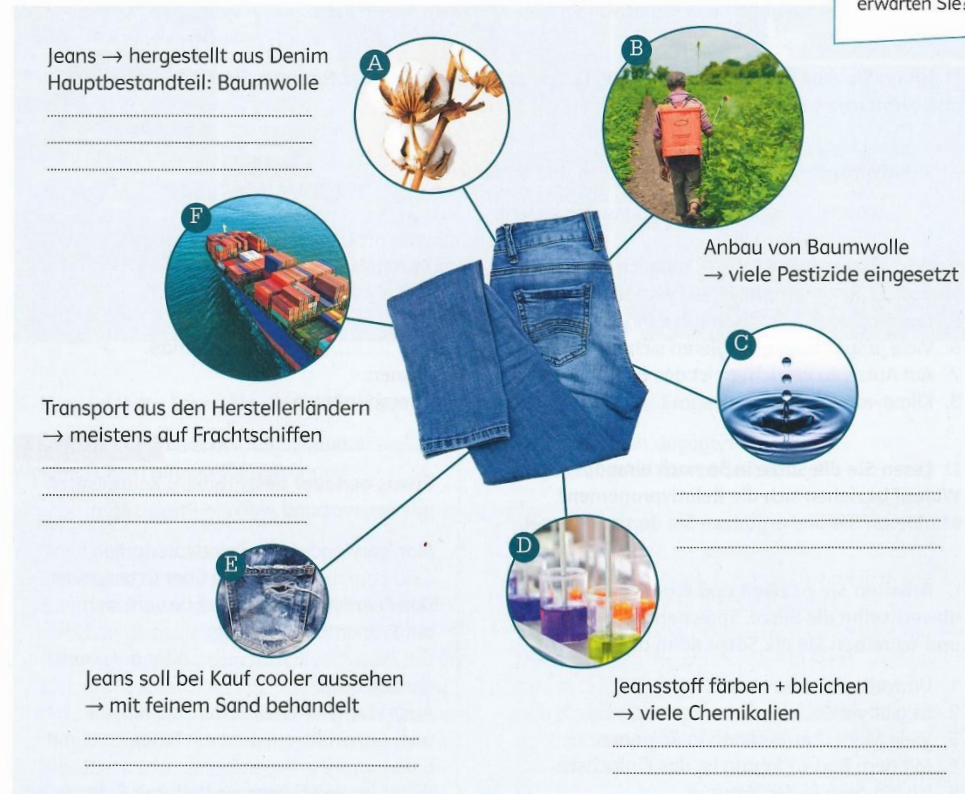 erwarten Sie?
Jeans → hergestellt aus Denim
Hauptbestandteil: Baumwolle
A
B
Anbau von Baumwolle
→ viele Pestizide eingesetzt
F
C
Transport aus den Herstellerländern
→ meistens auf Frachtschiffen
E
D
Jeans soll bei Kauf cooler aussehen
→ mit feinem Sand behandelt
Jeansstoff färben + bleichen
→ viele Chemikalien